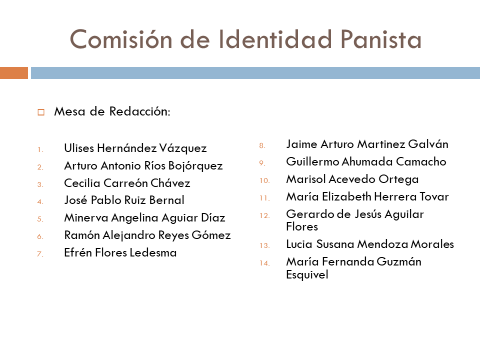 Comisión de Identidad Panista
Mesa de Redacción:
1. Ulises Hernández Vázquez
2. Arturo Antonio Ríos Bojórquez
3. Cecilia Carreón Chávez
4. José Pablo Ruiz Bernal
5. Minerva Angelina Aguiar Díaz
6. Ramón Alejandro Reyes Gómez
7. Efrén Flores Ledesma
8. Jaime Arturo Martinez Galván
9. Guillermo Ahumada Camacho
10. Marisol Acevedo Ortega
11. María Elizabeth Herrera Tovar
12. Gerardo de Jesús Aguilar
Flores
13. Lucia Susana Mendoza Morales
14. María Fernanda Guzmán
Esquivel